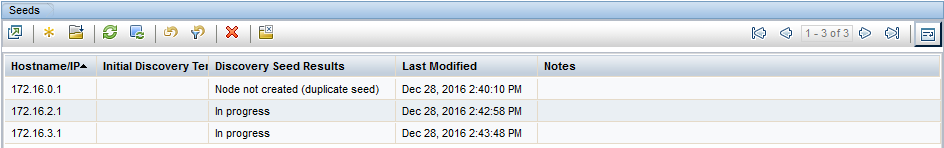 Seeds
1 - 3 of 3
Hostname/IP Initial Discovery Ter Discovery Seed Results Last Modified Notes
172.16.0.1 Node not created (duplicate seed) Dec 28, 2016 2:40:10 PM
172.16.2.1 In progress Dec 28, 2016 2:42:58 PM
172.16.3.1 In progress Dec 28, 2016 2:43:48 PM